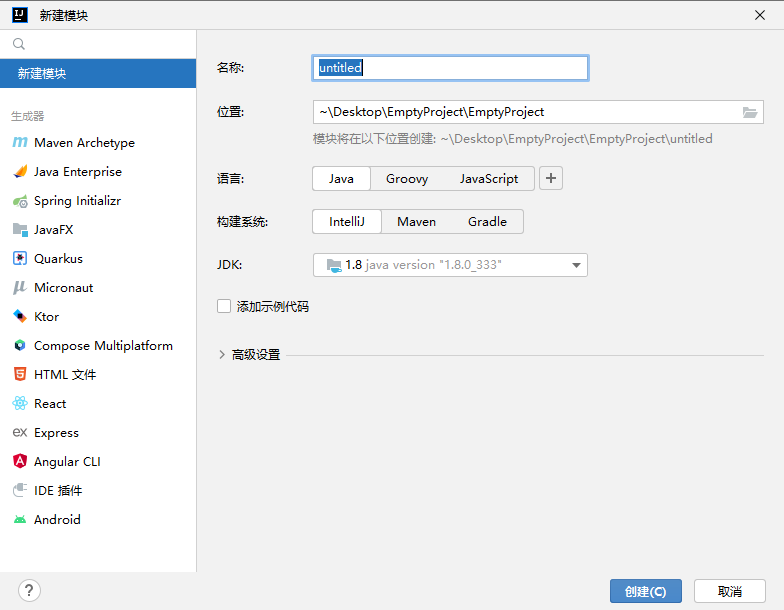 新建模块
新建模块
生成器
Maven Archetype
Java Enterprise
Spring Initializr
JavaFX
Quarkus
Micronaut
Ktor
Compose Multiplatform
HTML 文件
React
Express
Angular CLI
IDE 插件
Android
名称:
untitled
位置:
~\Desktop\EmptyProject\EmptyProject
模块将在以下位置创建: ~\Desktop\EmptyProject\EmptyProject\untitled
语言:
Java Groovy JavaScript +
构建系统:
IntelliJ Maven Gradle
JDK:
1.8 java version "1.8.0_333"
添加示例代码
高级设置
?
创建(C) 取消